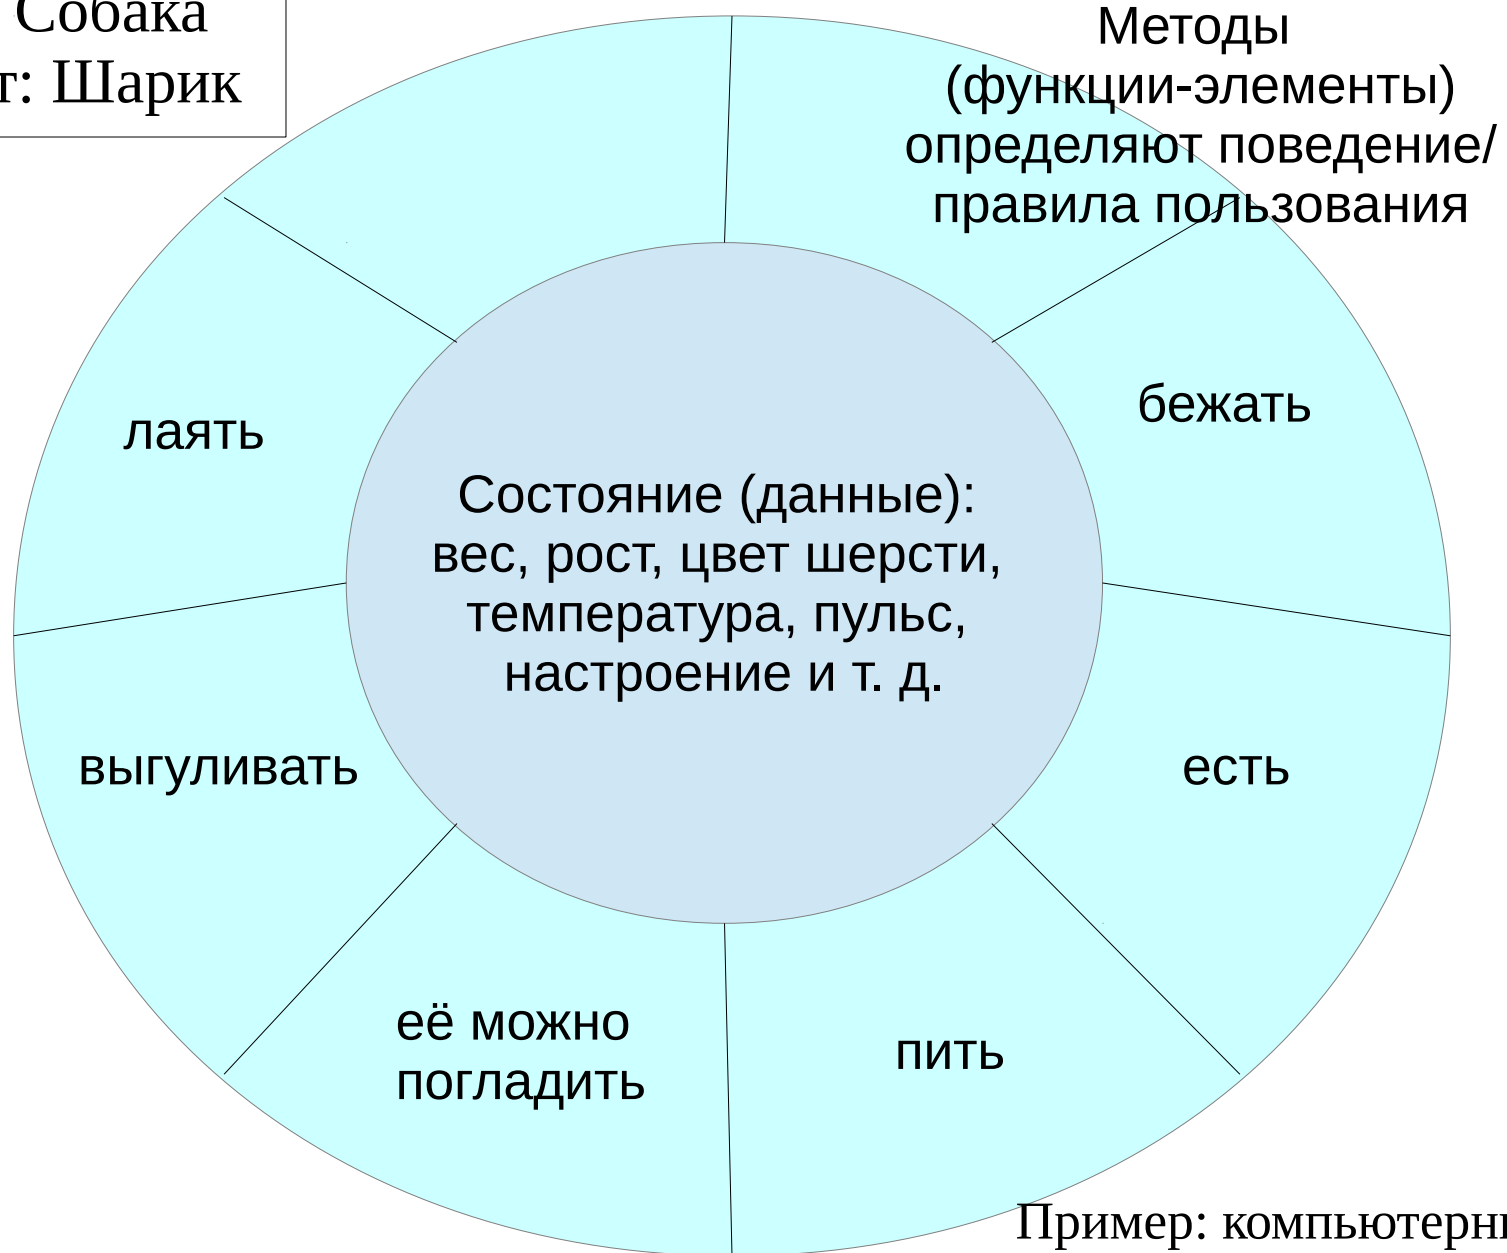 Собака
т: Шарик
Методы
(функции-элементы)
определяют поведение/
правила пользования
лаять
бежать
Состояние (данные):
вес, рост, цвет шерсти,
температура, пульс,
настроение и т. д.
выгуливать
есть
её можно
погладить
пить
Пример: